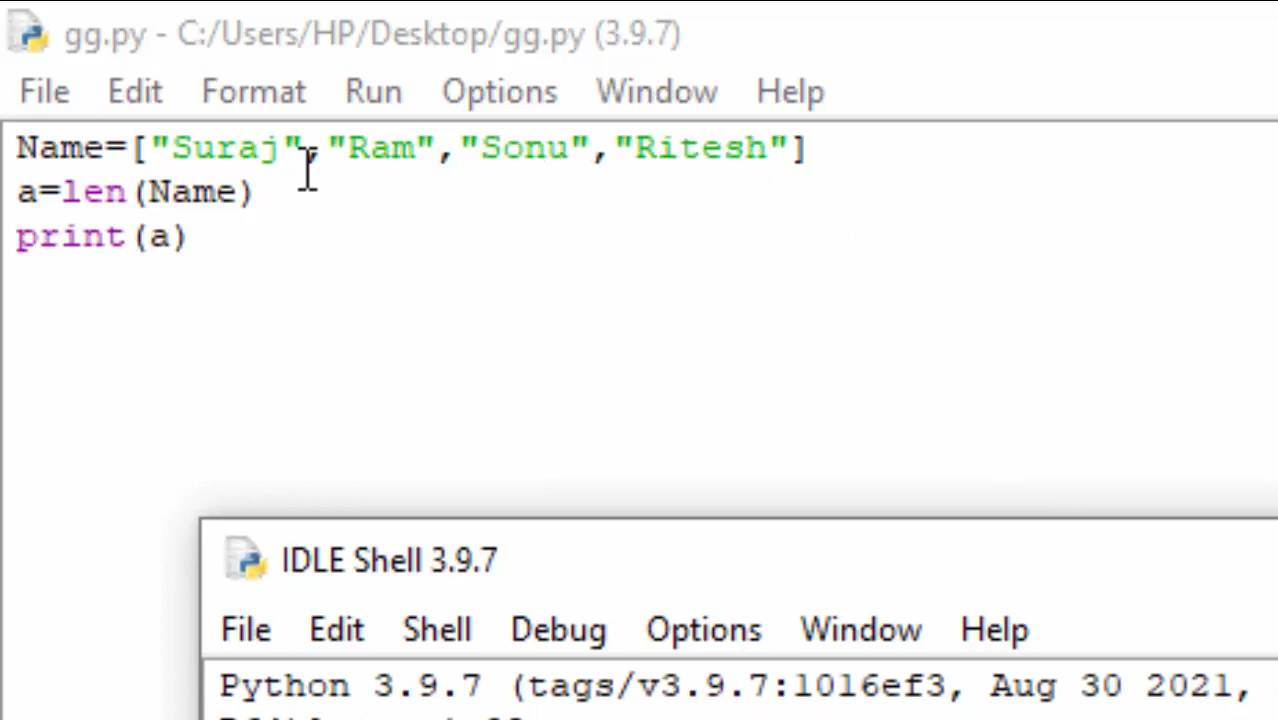 gg.py - C:/Users/HP/Desktop/gg.py (3.9.7)
File Edit Format Run Options Window Help
Name=["Suraj","Ram","Sonu","Ritesh"]
a=len(Name)
print(a)
IDLE Shell 3.9.7
File Edit Shell Debug Options Window Help
Python 3.9.7 (tags/v3.9.7:1016ef3, Aug 30 2021,